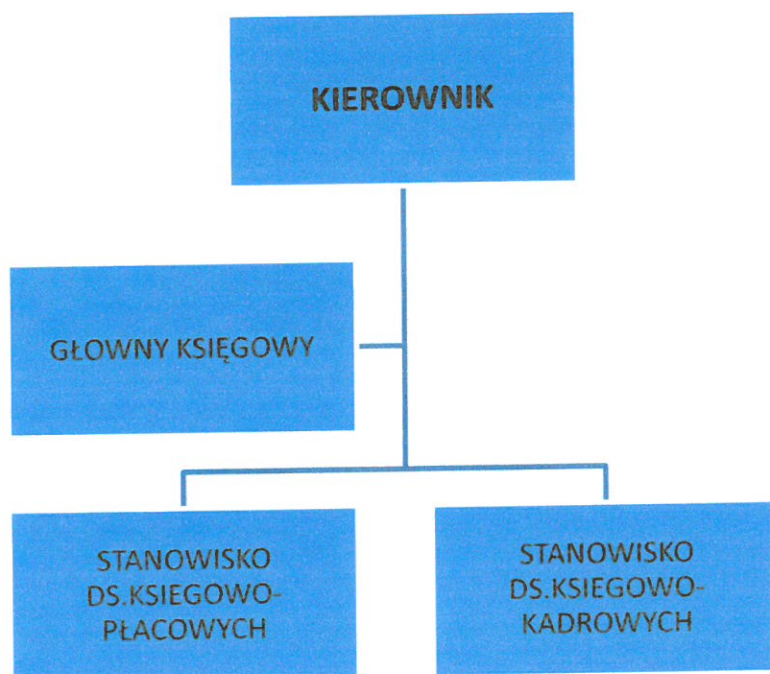 KIEROWNIK
GŁOWNY KSIĘGOWY
STANOWISKO
DS.KSIEGOWO-
PŁACOWYCH
STANOWISKO
DS.KSIEGOWO-
KADROWYCH